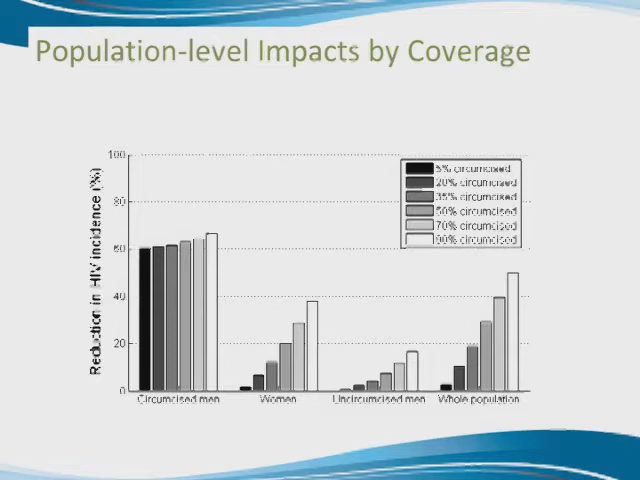 Population-level Impacts by Coverage
100
80
60
40
20
0
Reduction in HIV incidence (%)
5% circumcised
20% circumcised
35% circumcised
50% circumcised
70% circumcised
90% circumcised
Circumcised men
Women
Uncircumcised men
Whole population